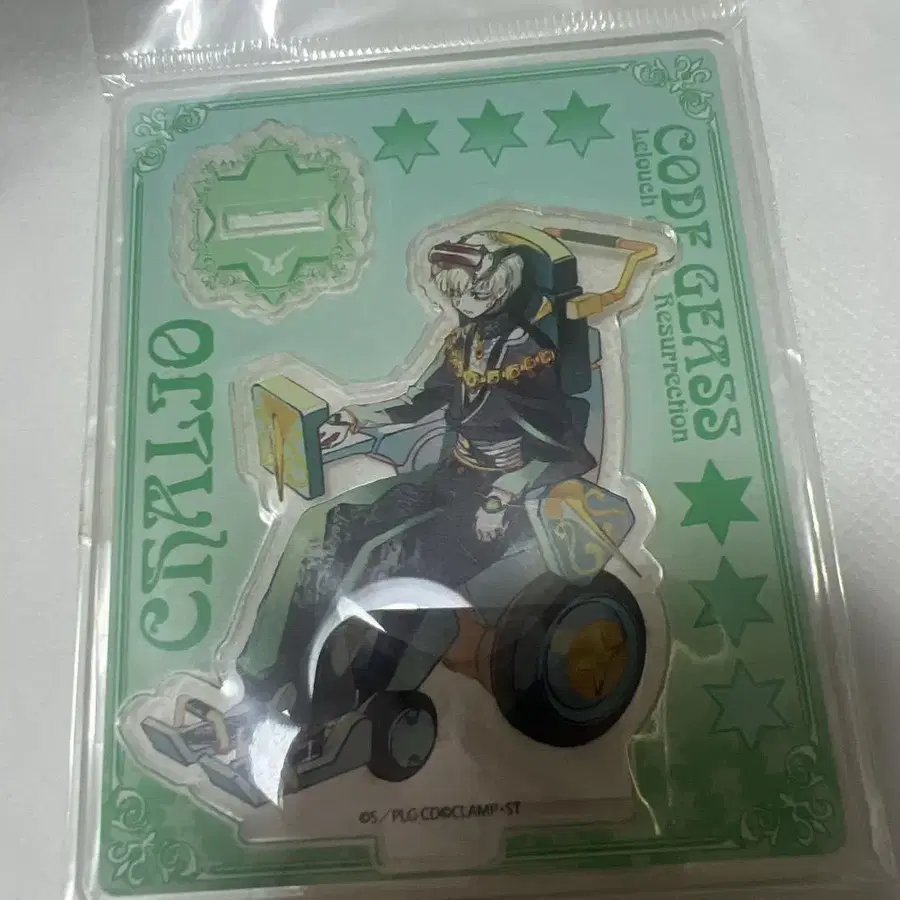 CODE GEASS
Lelouch Resurrection
CHALIO
©S/PLG CD©CLAMP・ST